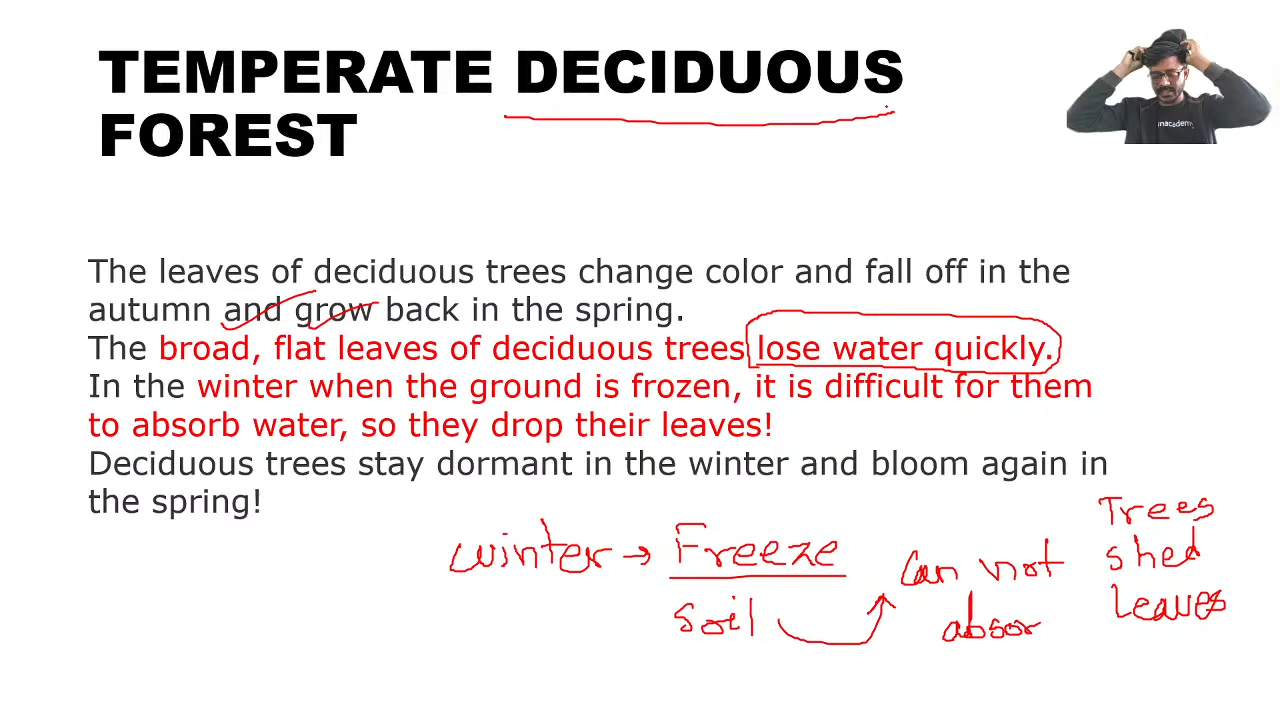 TEMPERATE DECIDUOUS
FOREST
The leaves of deciduous trees change color and fall off in the
autumn and grow back in the spring.
The broad, flat leaves of deciduous trees lose water quickly.
In the winter when the ground is frozen, it is difficult for them
to absorb water, so they drop their leaves!
Deciduous trees stay dormant in the winter and bloom again in
the spring!
winter → Freeze
soil
can not
absor
Trees
shed
leaves
nacademy